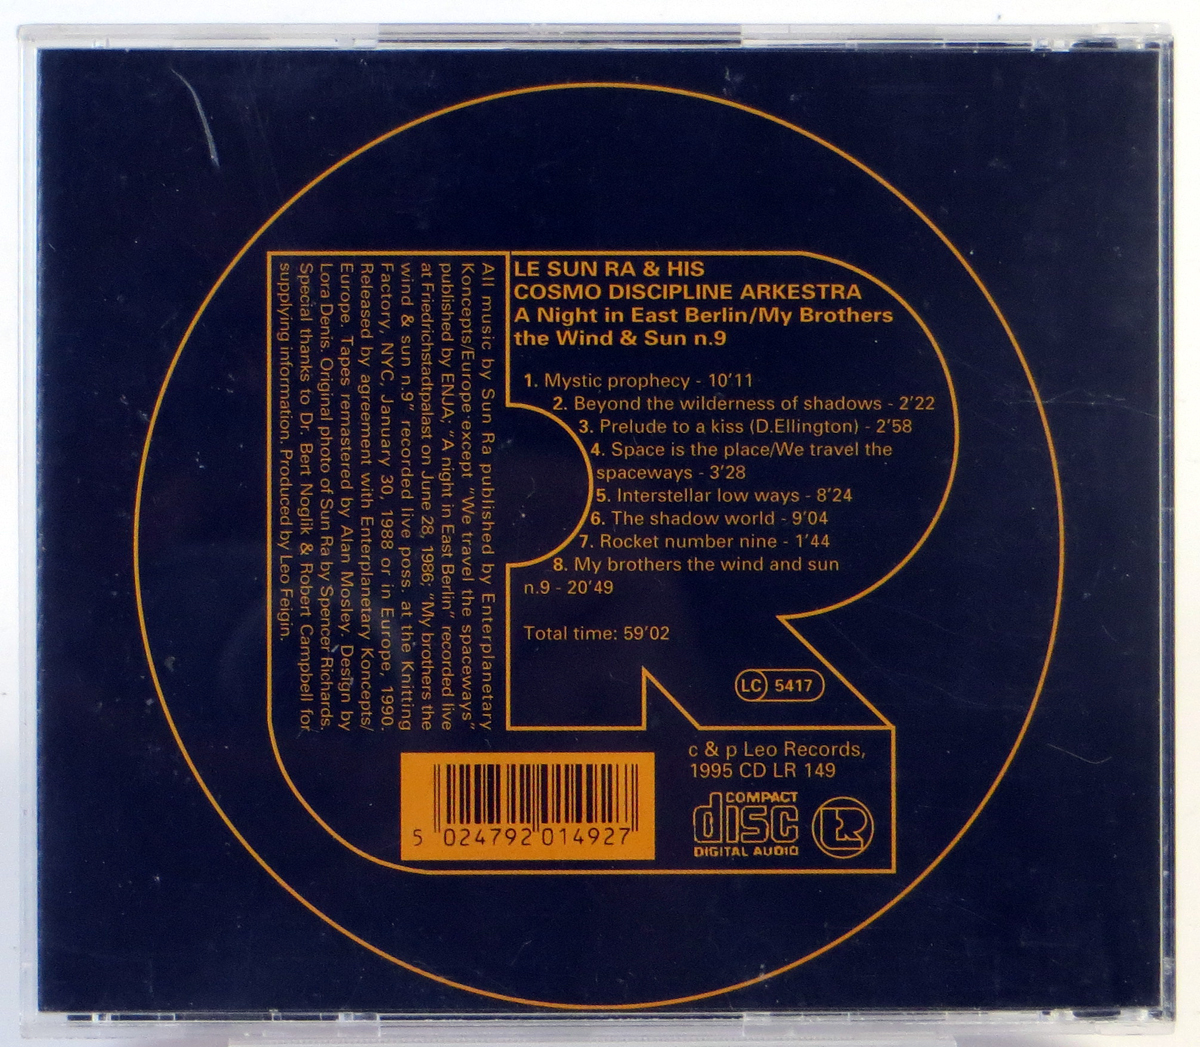 LE SUN RA & HIS
COSMO DISCIPLINE ARKESTRA
A Night in East Berlin/My Brothers
the Wind & Sun n.9
1. Mystic prophecy - 10'11
2. Beyond the wilderness of shadows - 2'22
3. Prelude to a kiss (D.Ellington) - 2'58
4. Space is the place/We travel the
spaceways - 3'28
5. Interstellar low ways - 8'24
6. The shadow world - 9'04
7. Rocket number nine - 1'44
8. My brothers the wind and sun
n.9 - 20'49
Total time: 59'02
LC 5417
All music by Sun Ra published by Enterplanetary
Koncepts/Europe except "We travel the spaceways"
published by ENJA; "A night in East Berlin" recorded live
at Friedrichstadtpalast on June 28, 1986; "My brothers the
wind & sun n.9" recorded live poss. at the Knitting
Factory, NYC, January 30, 1988 or in Europe, 1990.
Released by agreement with Enterplanetary Koncepts/
Europe. Tapes remastered by Alan Mosley. Design by
Lora Denis. Original photo of Sun Ra by Spencer Richards.
Special thanks to Dr. Bert Noglik & Robert Campbell for
supplying information. Produced by Leo Feigin.
c & p Leo Records,
1995 CD LR 149
COMPACT
disc
DIGITAL AUDIO
5 024792 014927